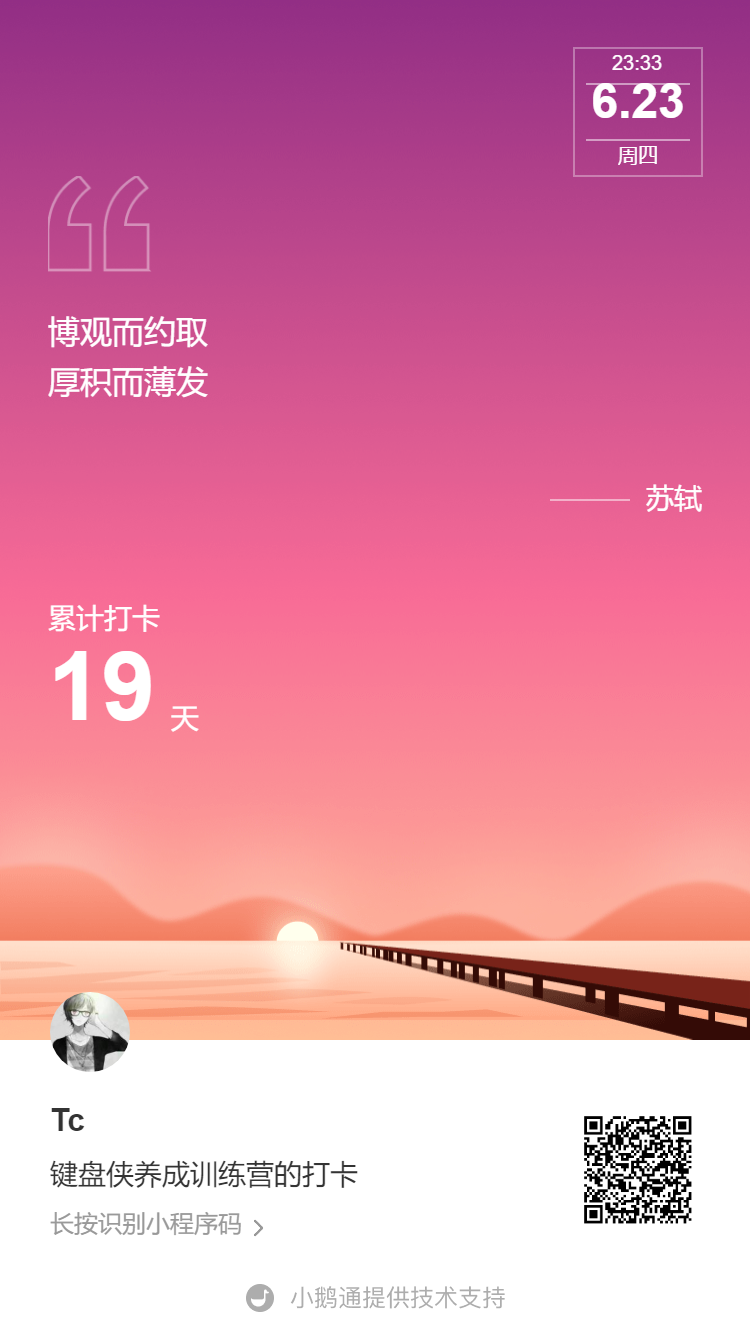 23:33
6.23
周四
博观而约取
厚积而薄发
苏轼
累计打卡
19 天
Tc
键盘侠养成训练营的打卡
长按识别小程序码
小鹅通提供技术支持